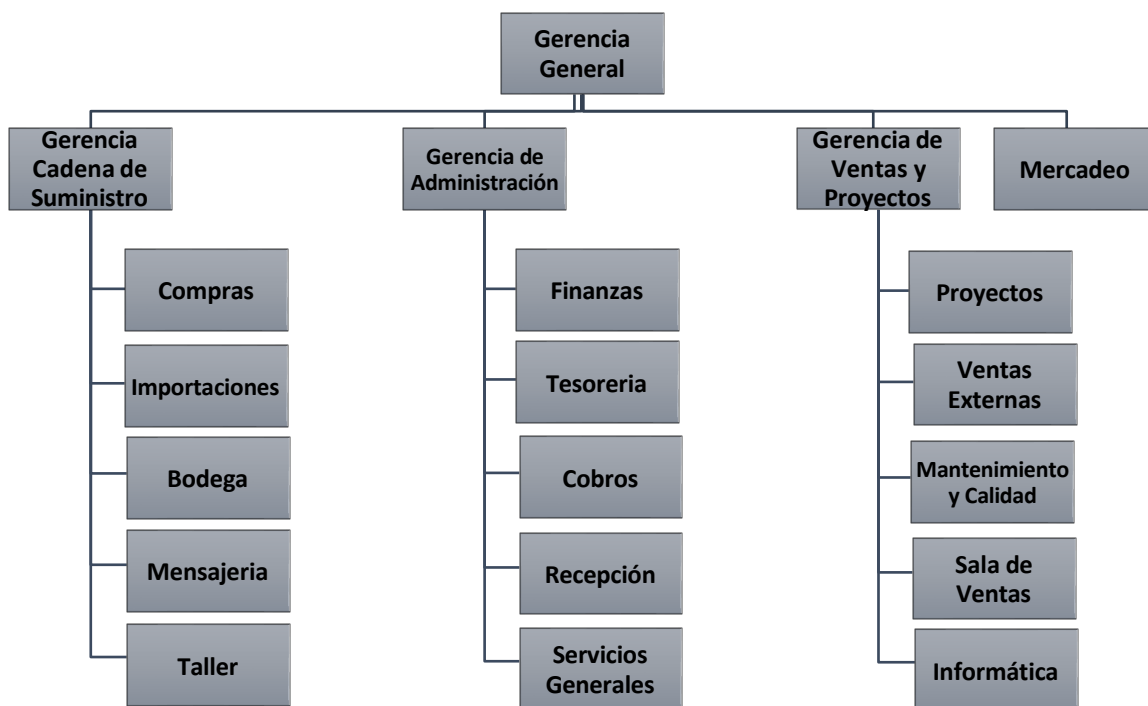 Gerencia
General
Gerencia
Cadena de
Suministro
Gerencia de
Administración
Gerencia de
Ventas y
Proyectos
Mercadeo
Compras
Importaciones
Bodega
Mensajeria
Taller
Finanzas
Tesoreria
Cobros
Recepción
Servicios
Generales
Proyectos
Ventas
Externas
Mantenimiento
y Calidad
Sala de
Ventas
Informática